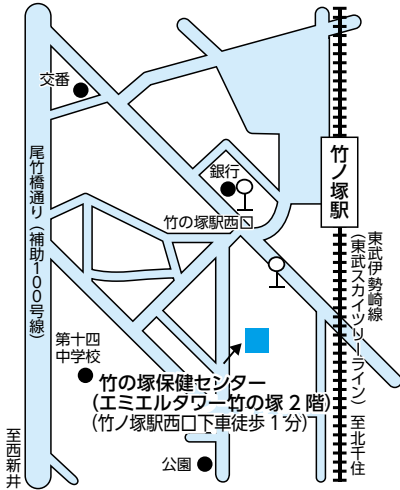 交番
尾竹橋通り（補助100号線）
銀行
竹ノ塚駅
竹の塚駅西口
東武伊勢崎線
（東武スカイツリーライン）
第十四
中学校
竹の塚保健センター
（エミエルタワー竹の塚 2 階）
（竹ノ塚駅西口下車徒歩 1 分）
至北千住
至西新井
公園